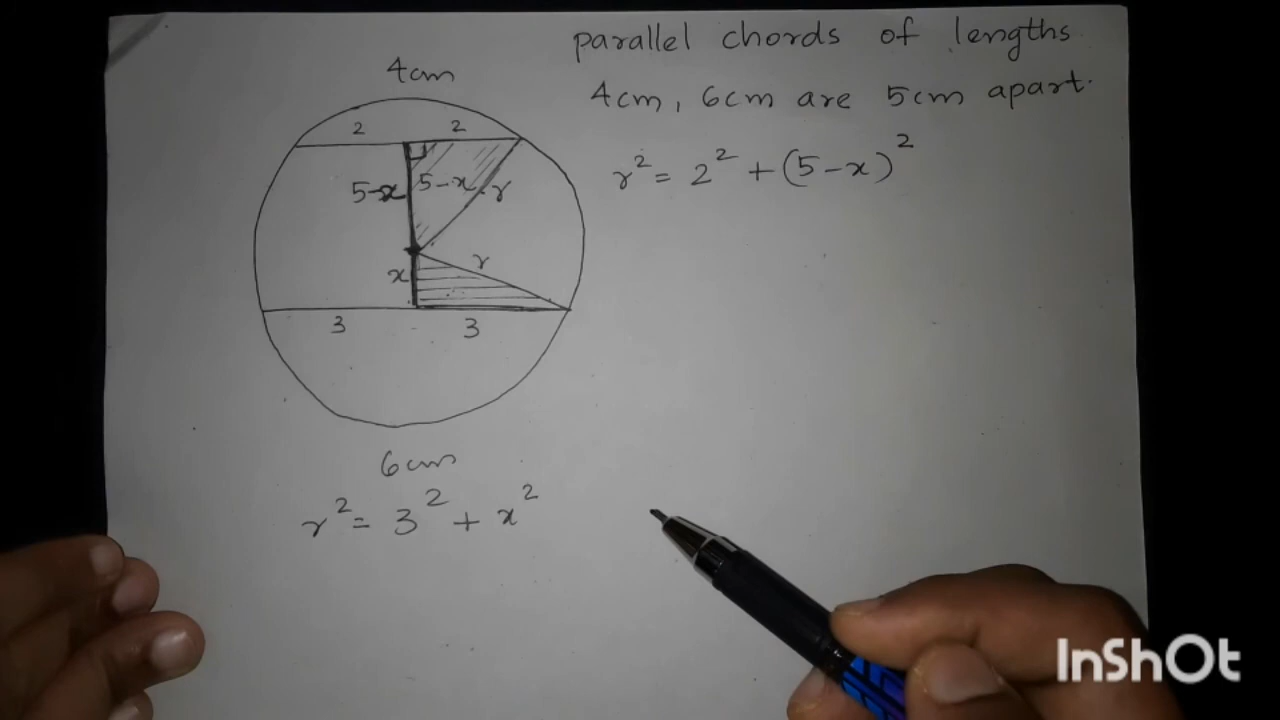 parallel chords of lengths
4cm, 6cm are 5cm apart.
4cm
2 2
r² = 2² + (5-x)²
5-x 5-x r
r
x
3 3
6cm
r² = 3² + x²
InShOt